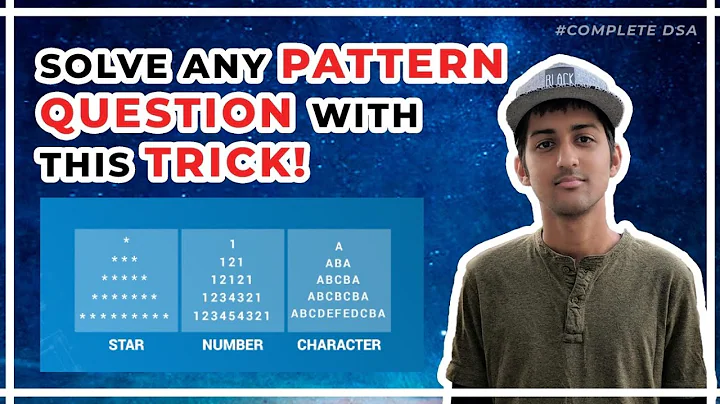 #COMPLETE DSA
SOLVE ANY PATTERN
QUESTION WITH
THIS TRICK!
BLACK
*
* * *
* * * * *
* * * * * * *
* * * * * * * * *
STAR
1
121
12121
1234321
123454321
NUMBER
A
ABA
ABCBA
ABCBCBA
ABCDEFEDCBA
CHARACTER